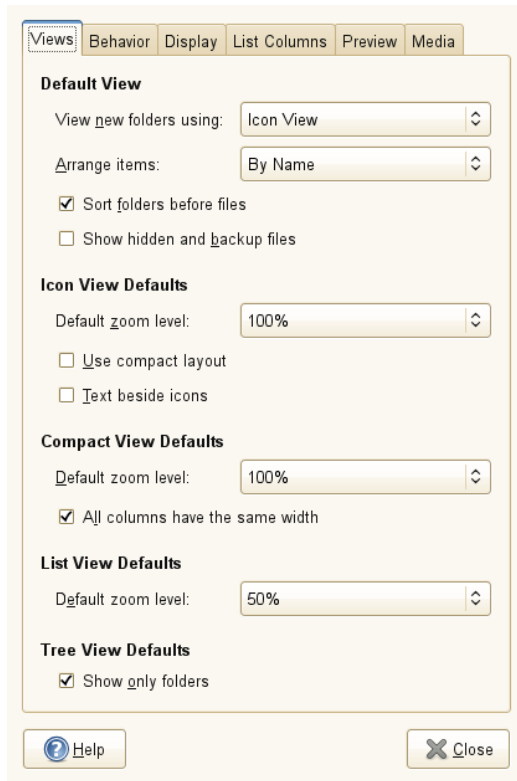 Views Behavior Display List Columns Preview Media
Default View
View new folders using: Icon View
Arrange items: By Name
Sort folders before files
Show hidden and backup files
Icon View Defaults
Default zoom level: 100%
Use compact layout
Text beside icons
Compact View Defaults
Default zoom level: 100%
All columns have the same width
List View Defaults
Default zoom level: 50%
Tree View Defaults
Show only folders
Help Close